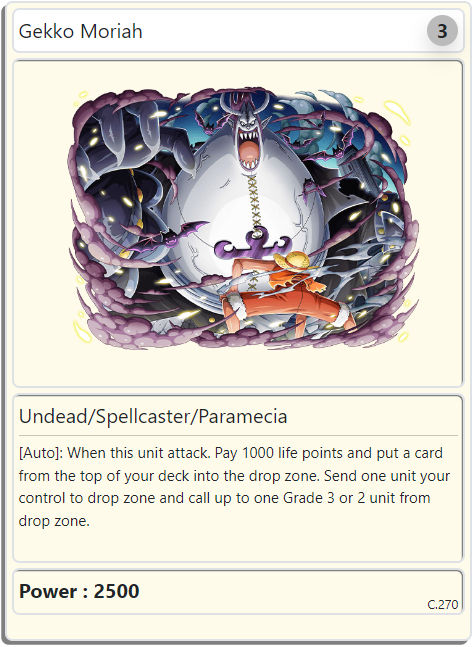 Gekko Moriah
3
Undead/Spellcaster/Paramecia
[Auto]: When this unit attack. Pay 1000 life points and put a card
from the top of your deck into the drop zone. Send one unit your
control to drop zone and call up to one Grade 3 or 2 unit from
drop zone.
Power : 2500
C.270